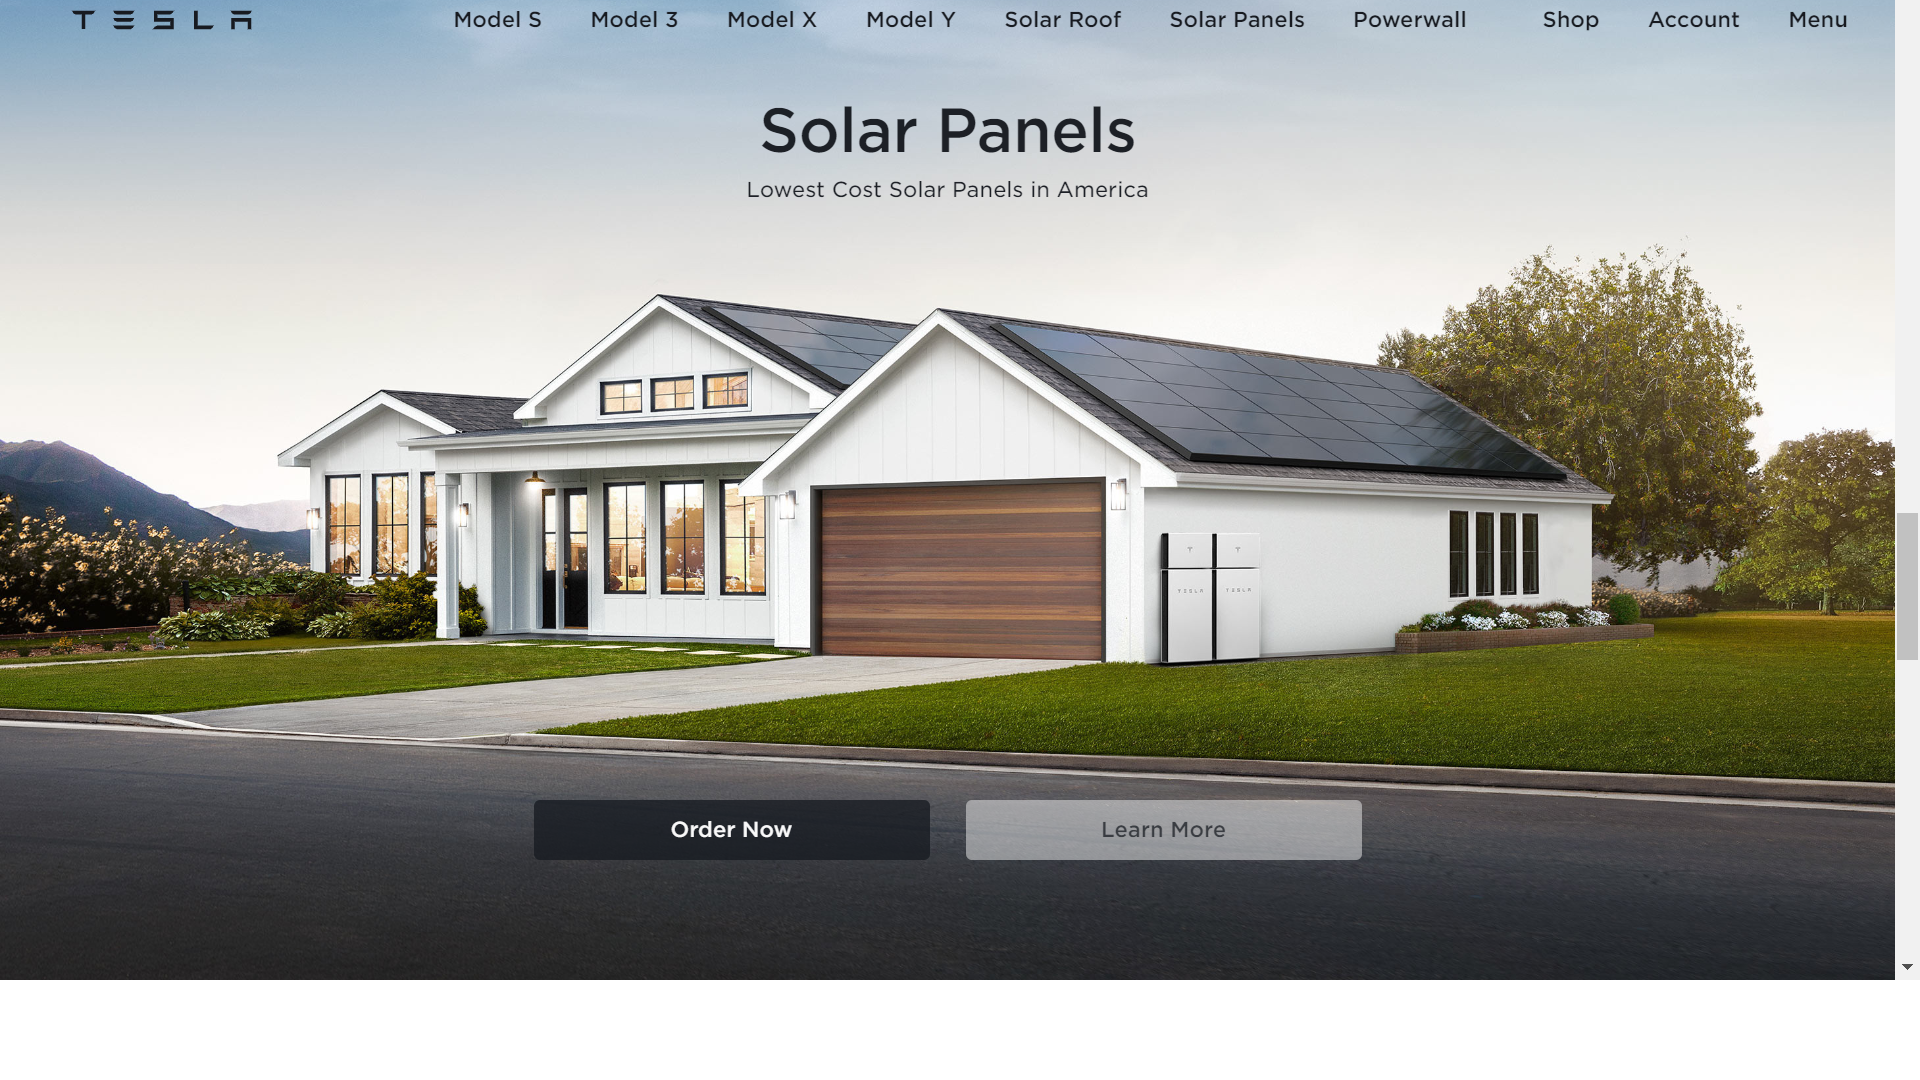 TESLA Model S Model 3 Model X Model Y Solar Roof Solar Panels Powerwall Shop Account Menu
Solar Panels
Lowest Cost Solar Panels in America
TESLA TESLA
Order Now Learn More